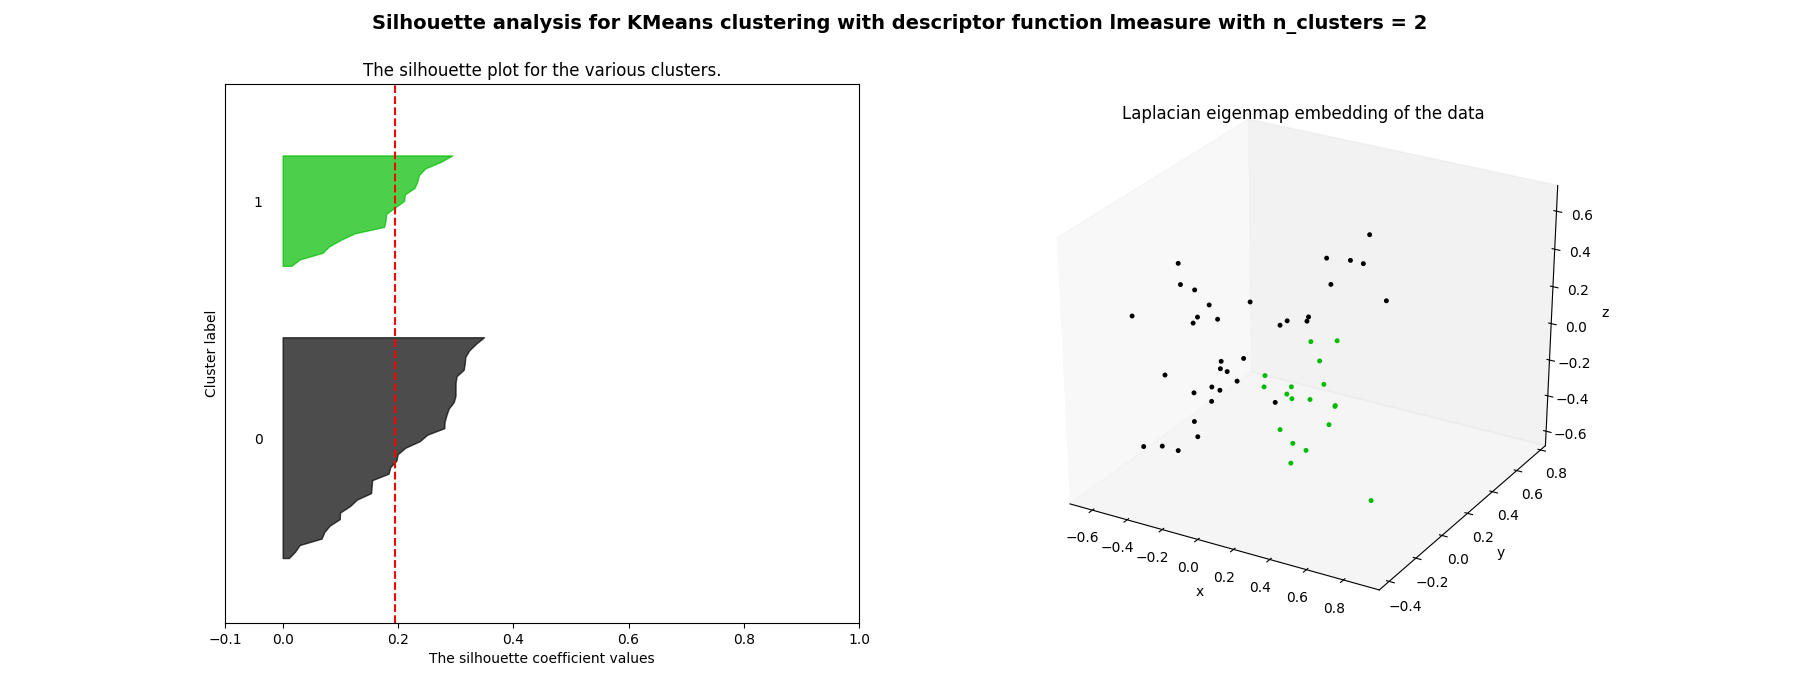 Silhouette analysis for KMeans clustering with descriptor function lmeasure with n_clusters = 2
The silhouette plot for the various clusters.
1
0
Cluster label
−0.1 0.0 0.2 0.4 0.6 0.8 1.0
The silhouette coefficient values
Laplacian eigenmap embedding of the data
0.6
0.4
0.2
0.0
−0.2
−0.4
−0.6
z
−0.6 −0.4 −0.2 0.0 0.2 0.4 0.6 0.8
x
0.8
0.6
0.4
0.2
0.0
−0.2
−0.4
y